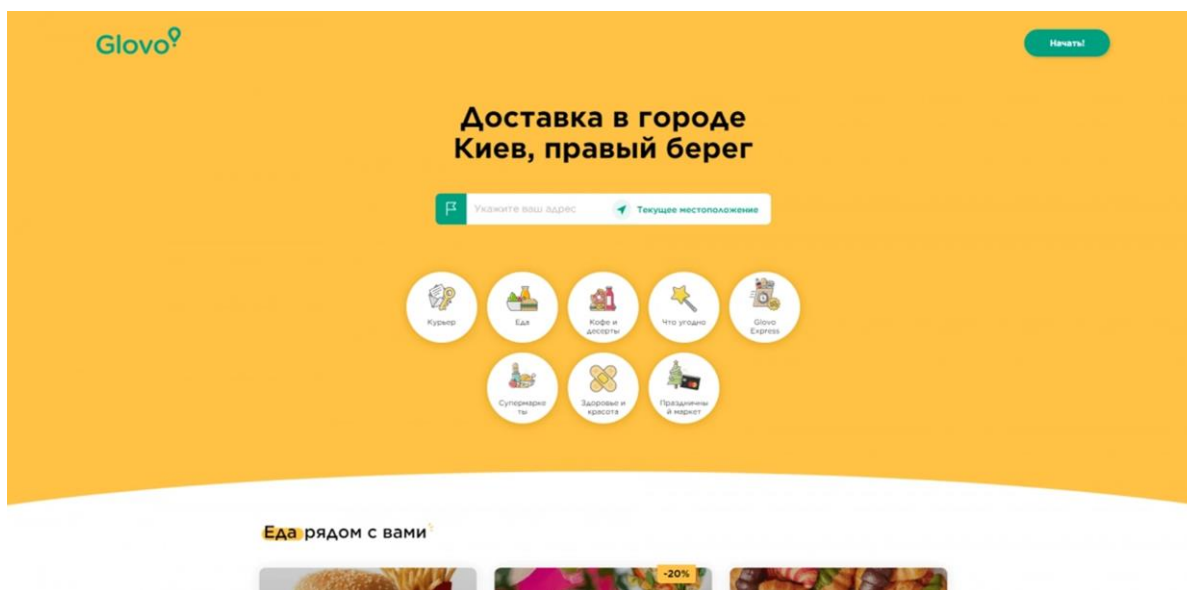 Glovo
Начать!
Доставка в городе
Киев, правый берег
Укажите ваш адрес
Текущее местоположение
Курьер
Еда
Кофе и
десерты
Что угодно
Glovo
Express
Супермарке
ты
Здоровье и
красота
Праздничны
й маркет
Еда рядом с вами
-20%